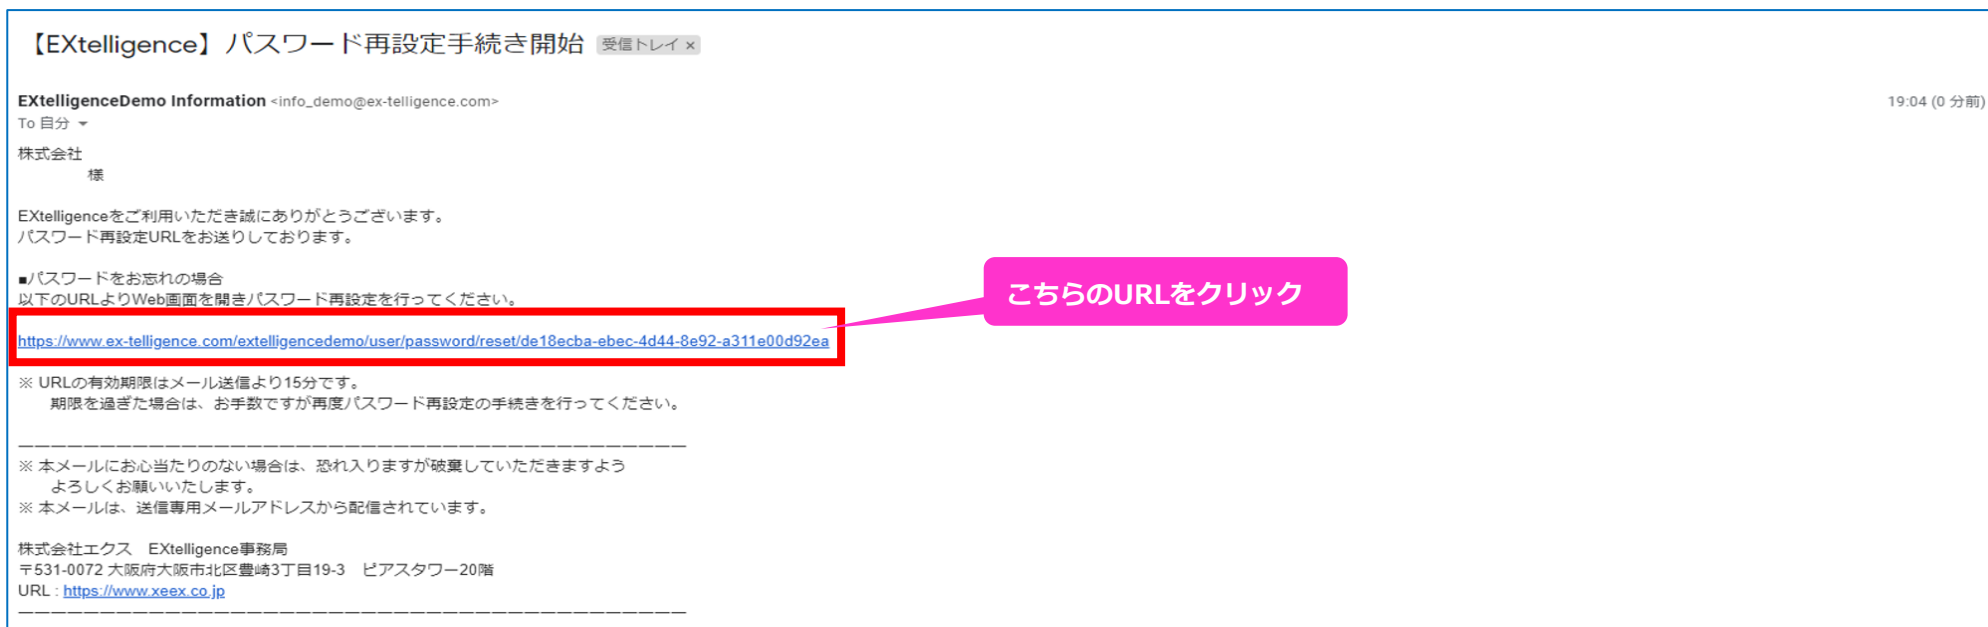 【EXtelligence】パスワード再設定手続き開始 受信トレイ ×
EXtelligenceDemo Information <info_demo@ex-telligence.com>
19:04 (0 分前)
To 自分
株式会社
様
EXtelligenceをご利用いただき誠にありがとうございます。
パスワード再設定URLをお送りしております。
■パスワードをお忘れの場合
以下のURLよりWeb画面を開きパスワード再設定を行ってください。
こちらのURLをクリック
https://www.ex-telligence.com/extelligencedemo/user/password/reset/de18ecba-ebec-4d44-8e92-a311e00d92ea
※ URLの有効期限はメール送信より15分です。
期限を過ぎた場合は、お手数ですが再度パスワード再設定の手続きを行ってください。
※ 本メールにお心当たりのない場合は、恐れ入りますが破棄していただきますよう
よろしくお願いいたします。
※ 本メールは、送信専用メールアドレスから配信されています。
株式会社エクス　EXtelligence事務局
〒531-0072 大阪府大阪市北区豊崎3丁目19-3　ピアスタワー20階
URL : https://www.xeex.co.jp